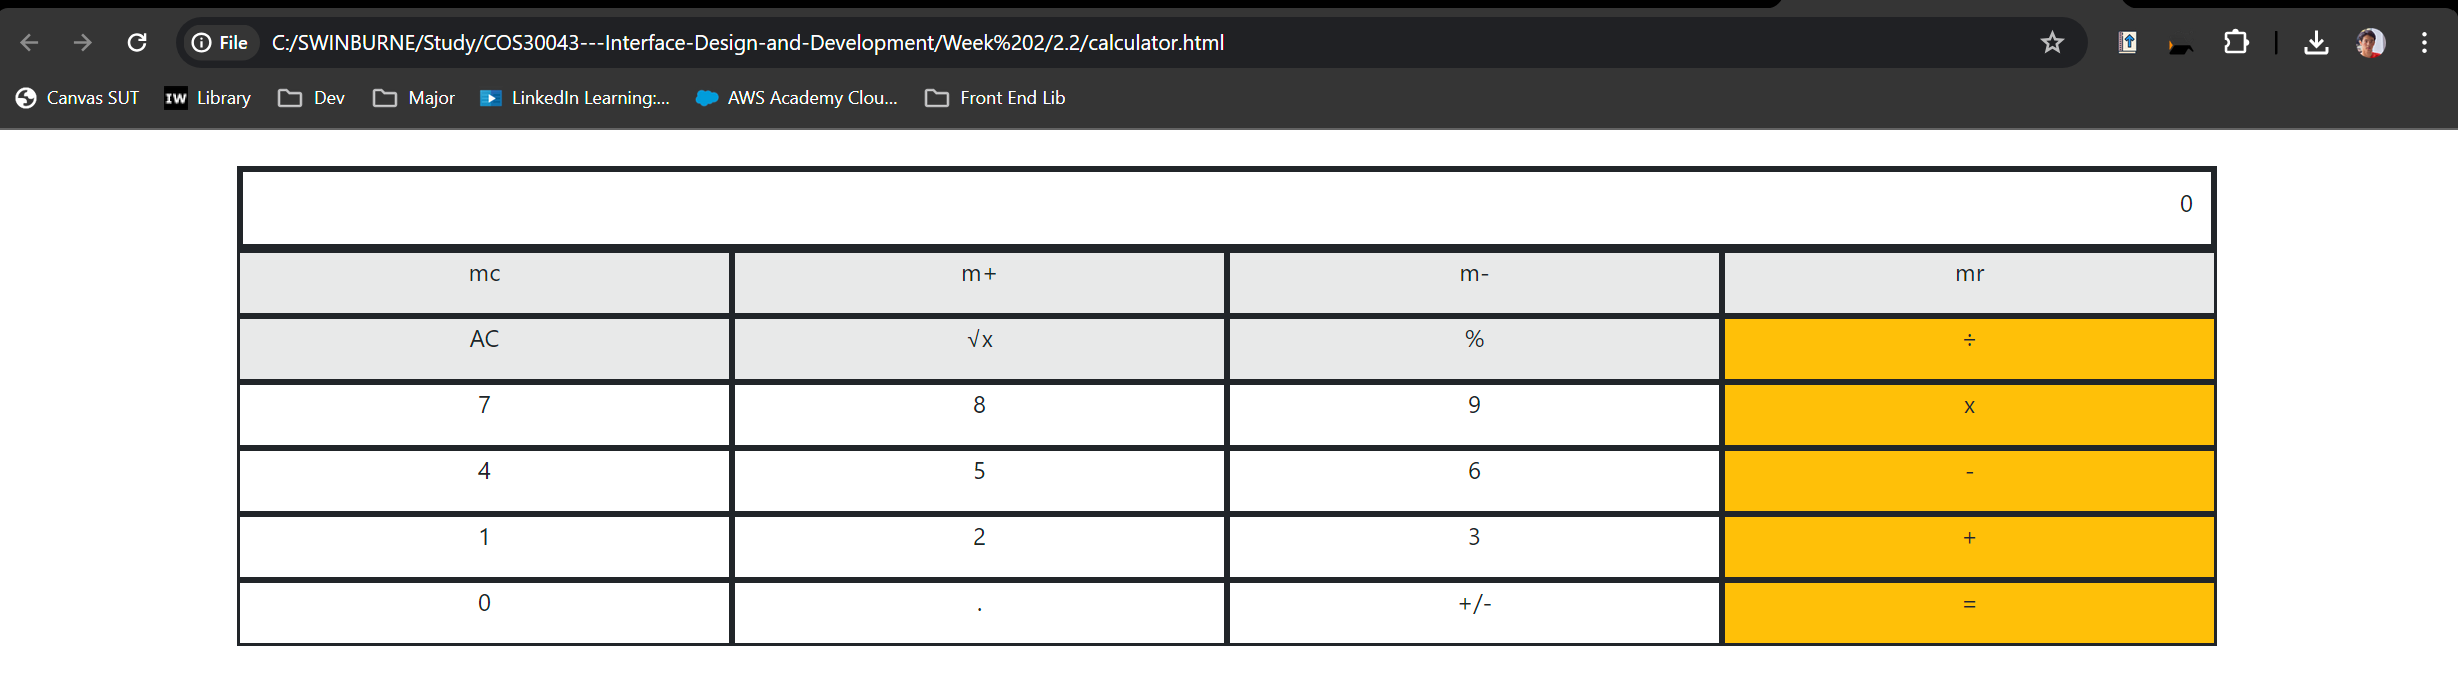 File C:/SWINBURNE/Study/COS30043---Interface-Design-and-Development/Week%202/2.2/calculator.html
Canvas SUT IW Library Dev Major LinkedIn Learning:... AWS Academy Clou... Front End Lib
0
mc m+ m- mr
AC √x % ÷
7 8 9 x
4 5 6 -
1 2 3 +
0 . +/- =